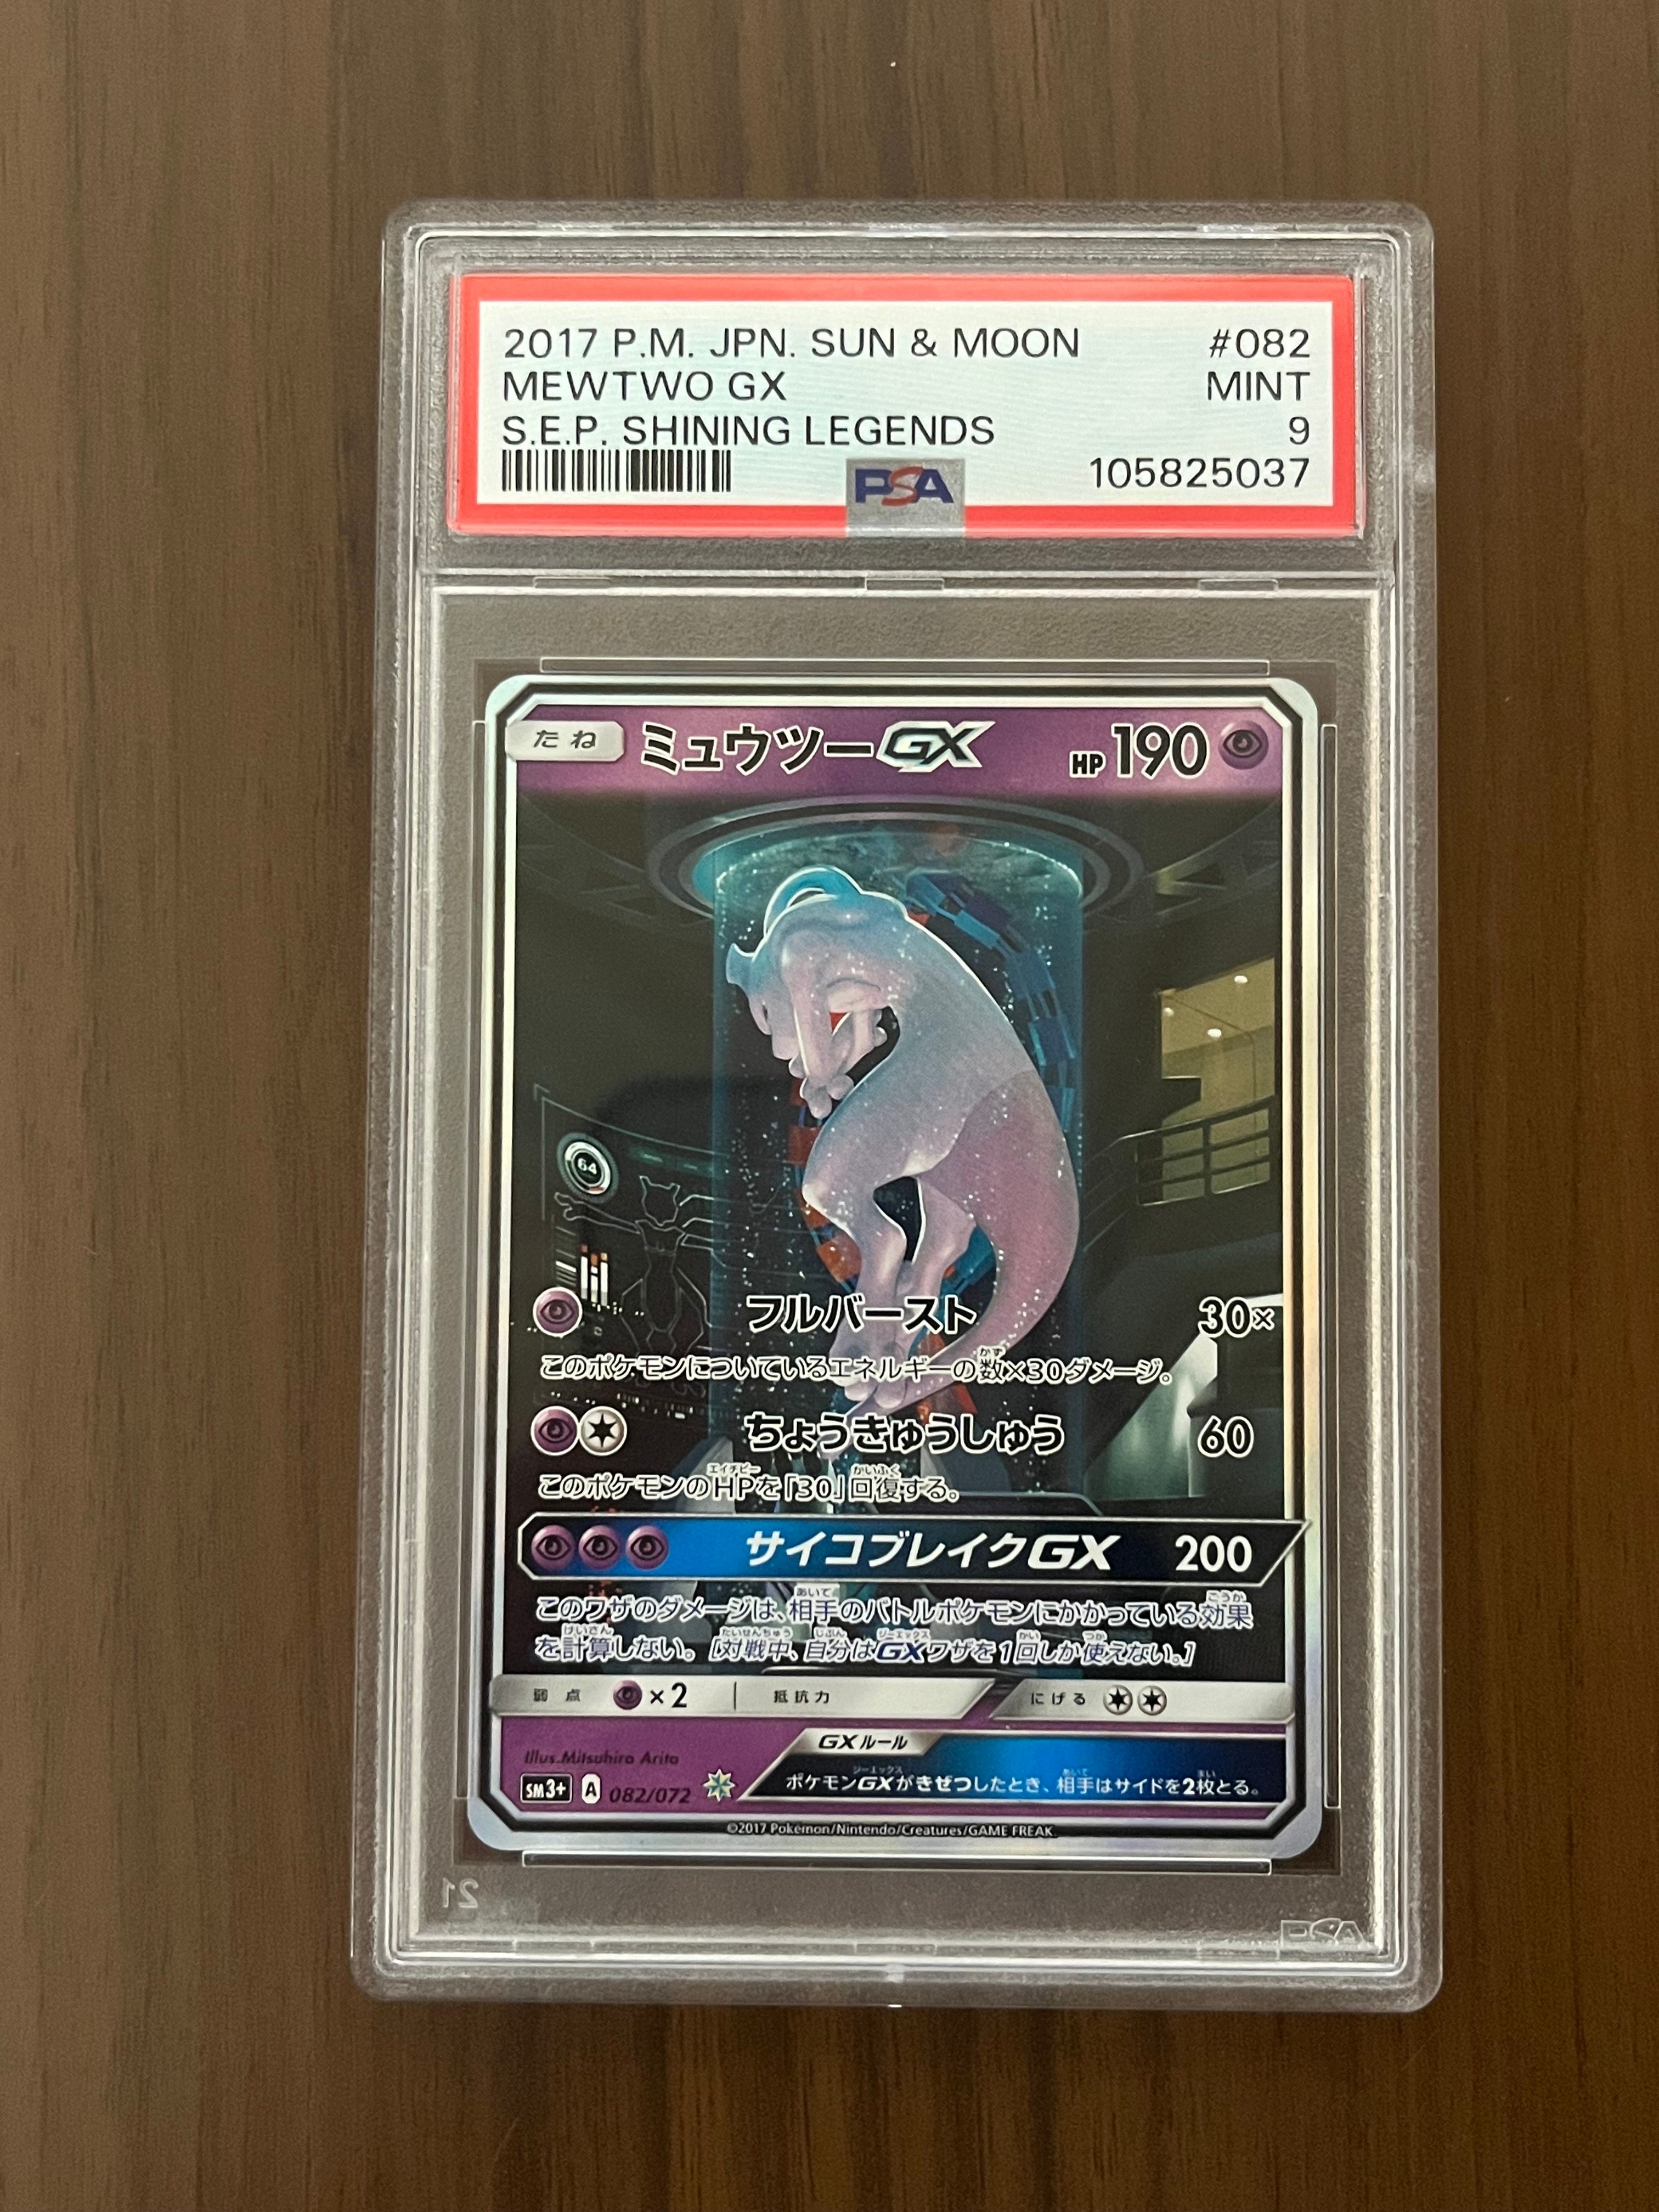 2017 P.M. JPN. SUN & MOON #082
MEWTWO GX MINT
S.E.P. SHINING LEGENDS 9
PSA 105825037
たね ミュウツーGX HP 190
64
フルバースト 30×
このポケモンについているエネルギーの数×30ダメージ。
ちょうきゅうしゅう 60
このポケモンのHPを「30」回復する。
サイコブレイクGX 200
このワザのダメージは、相手のバトルポケモンにかかっている効果
を計算しない。[対戦中、自分はGXワザを1回しか使えない。]
弱点 ×2 抵抗力 にげる
GXルール
Illus.Mitsuhiro Arita
ポケモンGXがきぜつしたとき、相手はサイドを2枚とる。
SM3+ A 082/072
©2017 Pokémon/Nintendo/Creatures/GAME FREAK.
21
PSA